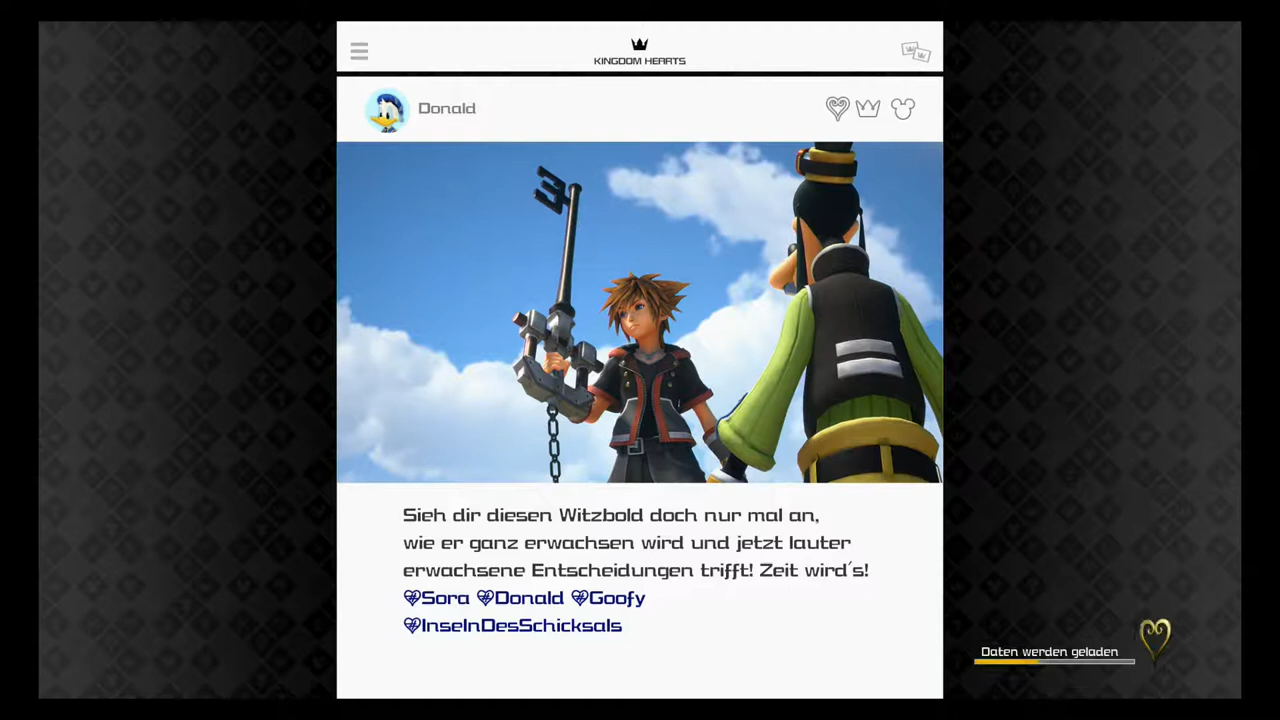 KINGDOM HEARTS
Donald
Sieh dir diesen Witzbold doch nur mal an,
wie er ganz erwachsen wird und jetzt lauter
erwachsene Entscheidungen trifft! Zeit wird´s!
Sora Donald Goofy
InselnDesSchicksals
Daten werden geladen